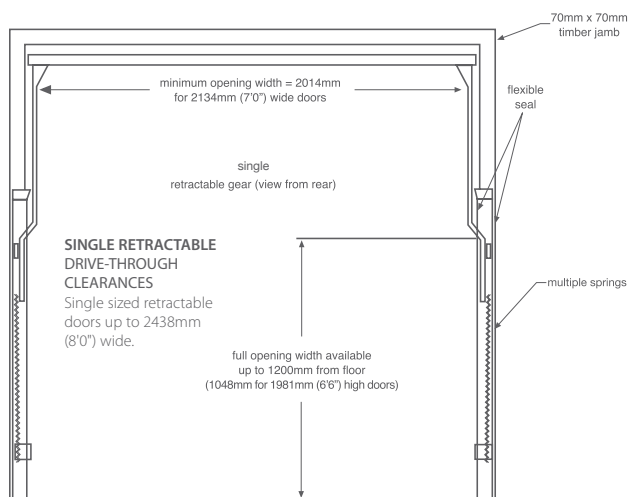 70mm x 70mm
timber jamb
minimum opening width = 2014mm
for 2134mm (7'0") wide doors
flexible
seal
single
retractable gear (view from rear)
SINGLE RETRACTABLE
DRIVE-THROUGH
CLEARANCES
Single sized retractable
doors up to 2438mm
(8'0") wide.
multiple springs
full opening width available
up to 1200mm from floor
(1048mm for 1981mm (6'6") high doors)